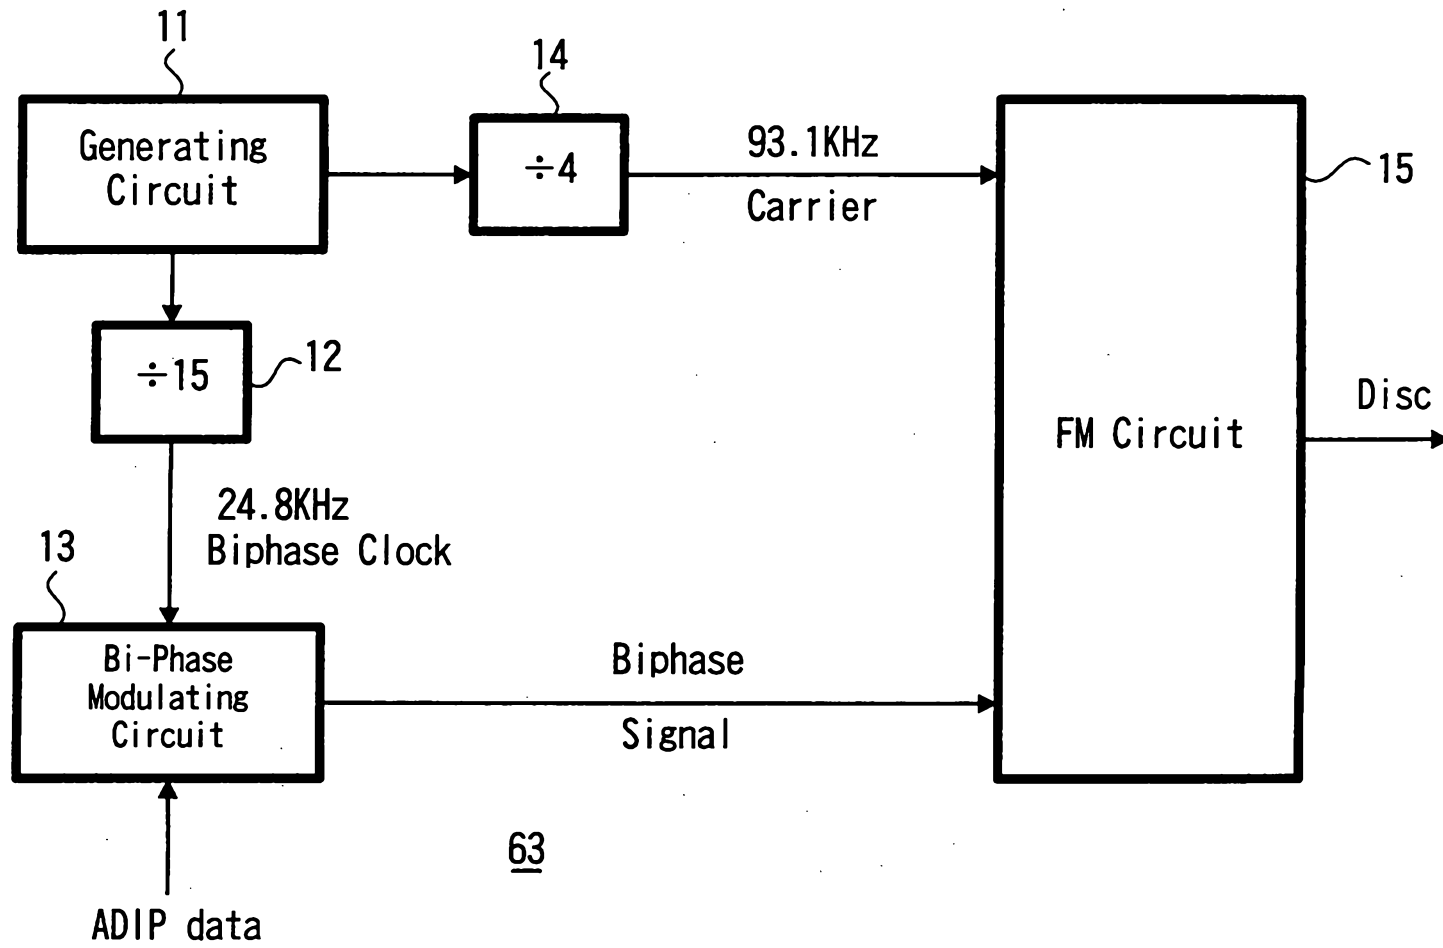 11
Generating
Circuit
14
÷4
93.1KHz
Carrier
15
÷15
12
24.8KHz
Biphase Clock
FM Circuit
Disc
13
Bi-Phase
Modulating
Circuit
Biphase
Signal
63
ADIP data